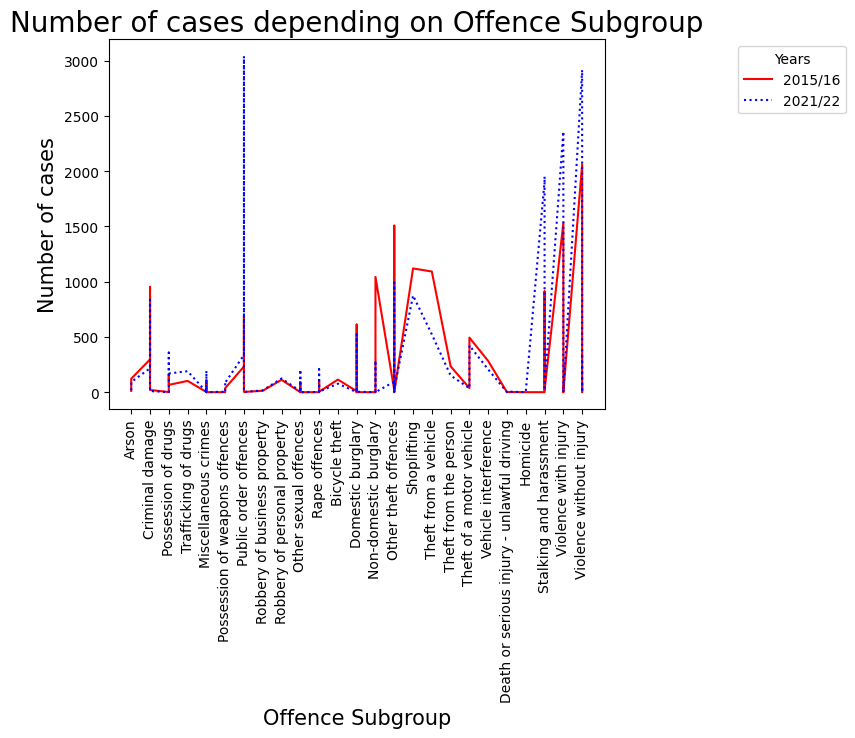 Number of cases depending on Offence Subgroup
Years
2015/16
2021/22
Number of cases
3000
2500
2000
1500
1000
500
0
Arson
Criminal damage
Possession of drugs
Trafficking of drugs
Miscellaneous crimes
Possession of weapons offences
Public order offences
Robbery of business property
Robbery of personal property
Other sexual offences
Rape offences
Bicycle theft
Domestic burglary
Non-domestic burglary
Other theft offences
Shoplifting
Theft from a vehicle
Theft from the person
Theft of a motor vehicle
Vehicle interference
Death or serious injury - unlawful driving
Homicide
Stalking and harassment
Violence with injury
Violence without injury
Offence Subgroup